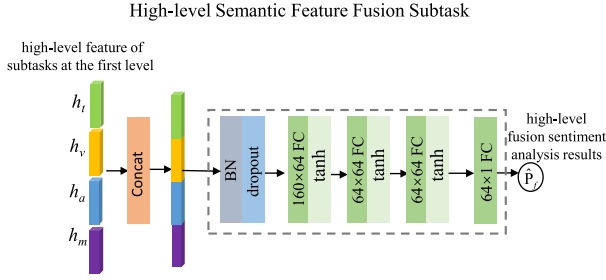 High-level Semantic Feature Fusion Subtask
high-level feature of
subtasks at the first level
h_t
h_v
h_a
h_m
Concat
BN
dropout
160×64 FC
tanh
64×64 FC
tanh
64×64 FC
tanh
64×1 FC
high-level
fusion sentiment
analysis results
P̂_f